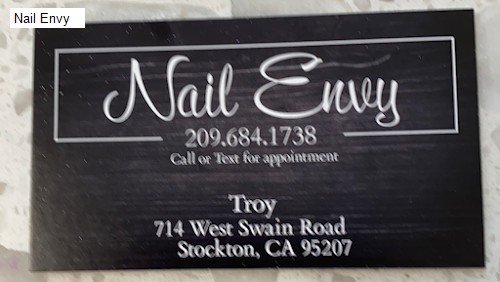 Nail Envy
Nail Envy
209.684.1738
Call or Text for appointment
Troy
714 West Swain Road
Stockton, CA 95207